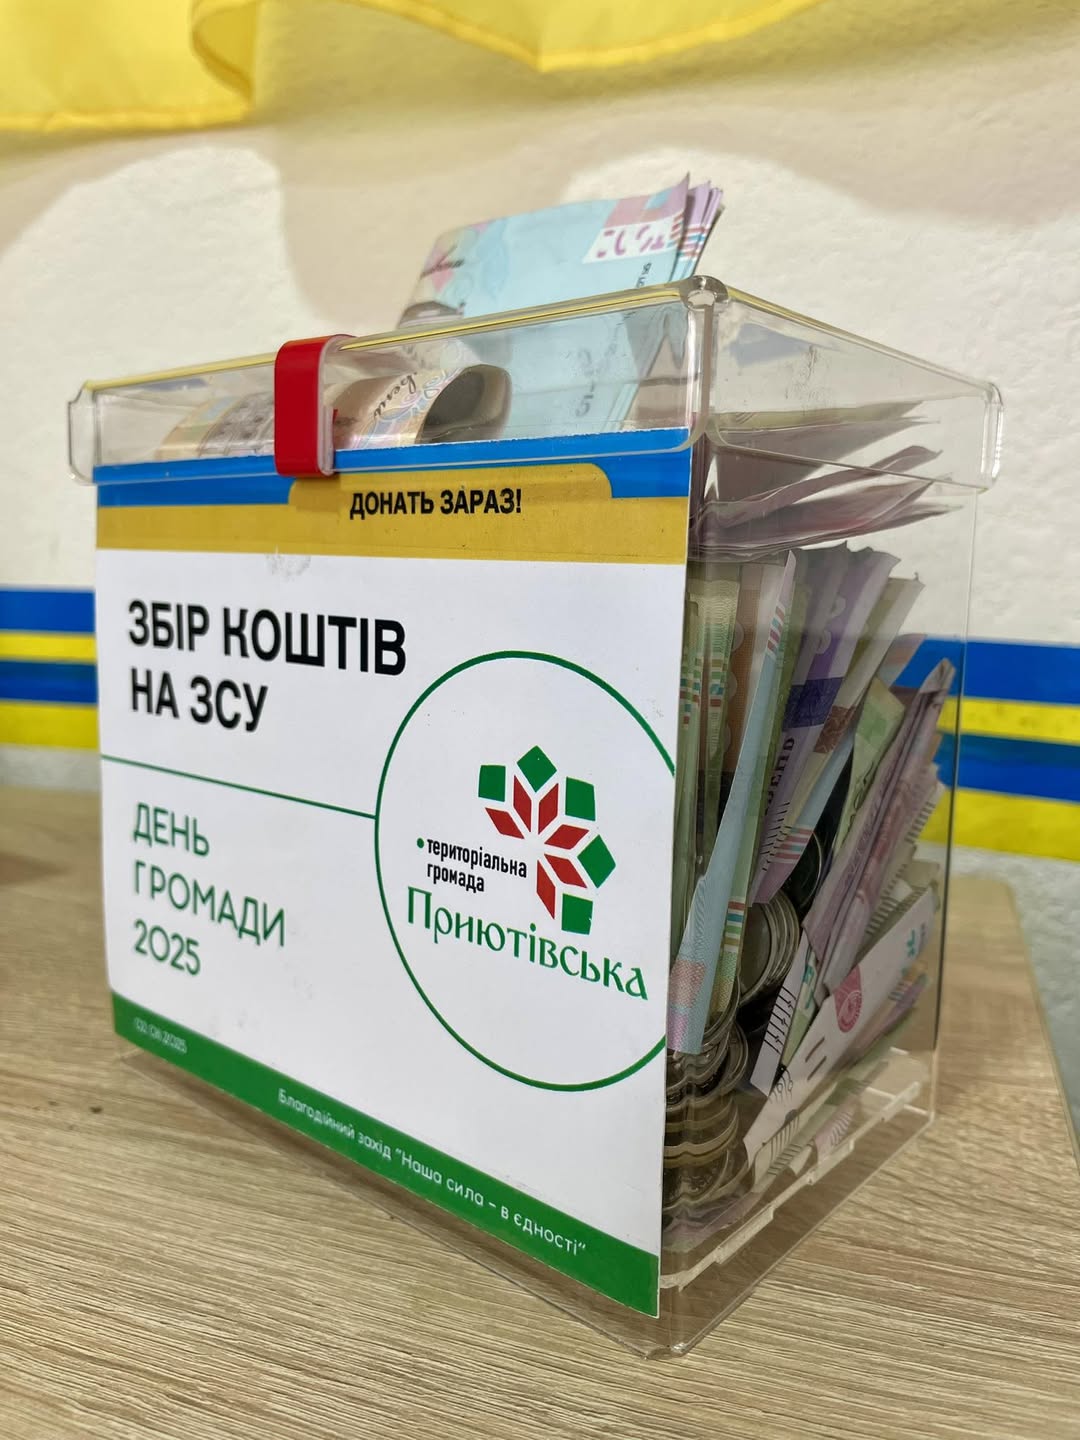 ДОНАТЬ ЗАРАЗ!
ЗБІР КОШТІВ
НА ЗСУ
територіальна
громада
Приютівська
ДЕНЬ
ГРОМАДИ
2025
Благодійний захід "Наша сила - в єдності"